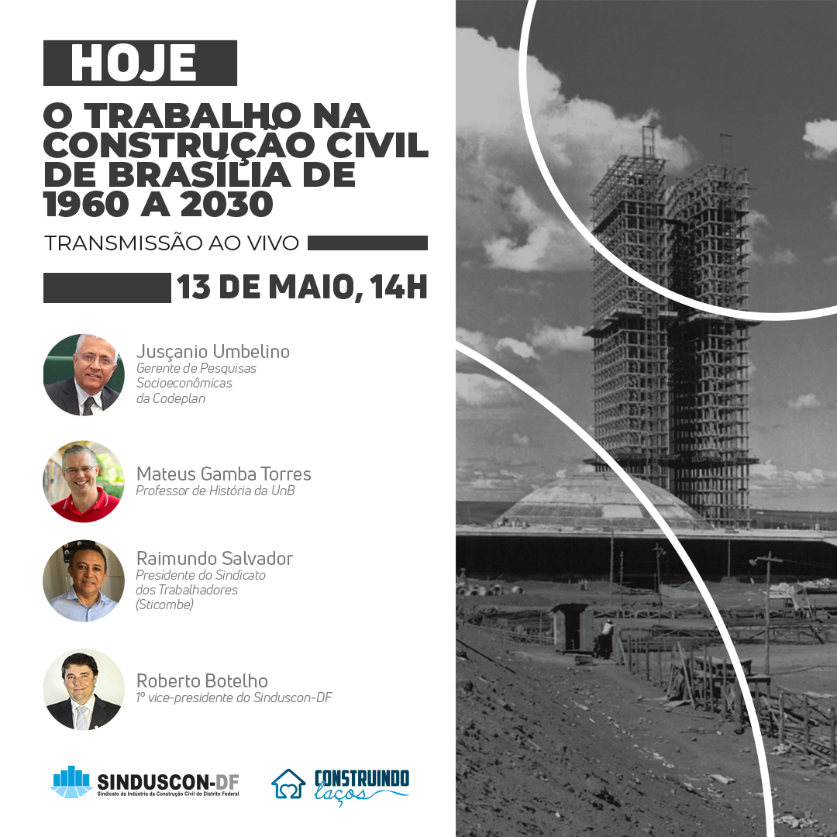 HOJE
O TRABALHO NA
CONSTRUÇÃO CIVIL
DE BRASÍLIA DE
1960 A 2030
TRANSMISSÃO AO VIVO
13 DE MAIO, 14H
Jusçanio Umbelino
Gerente de Pesquisas
Socioeconômicas
da Codeplan
Mateus Gamba Torres
Professor de História da UnB
Raimundo Salvador
Presidente do Sindicato
dos Trabalhadores
(Sticombe)
Roberto Botelho
1º vice-presidente do Sinduscon-DF
SINDUSCON-DF
Sindicato da Indústria da Construção Civil do Distrito Federal
CONSTRUINDO
laços